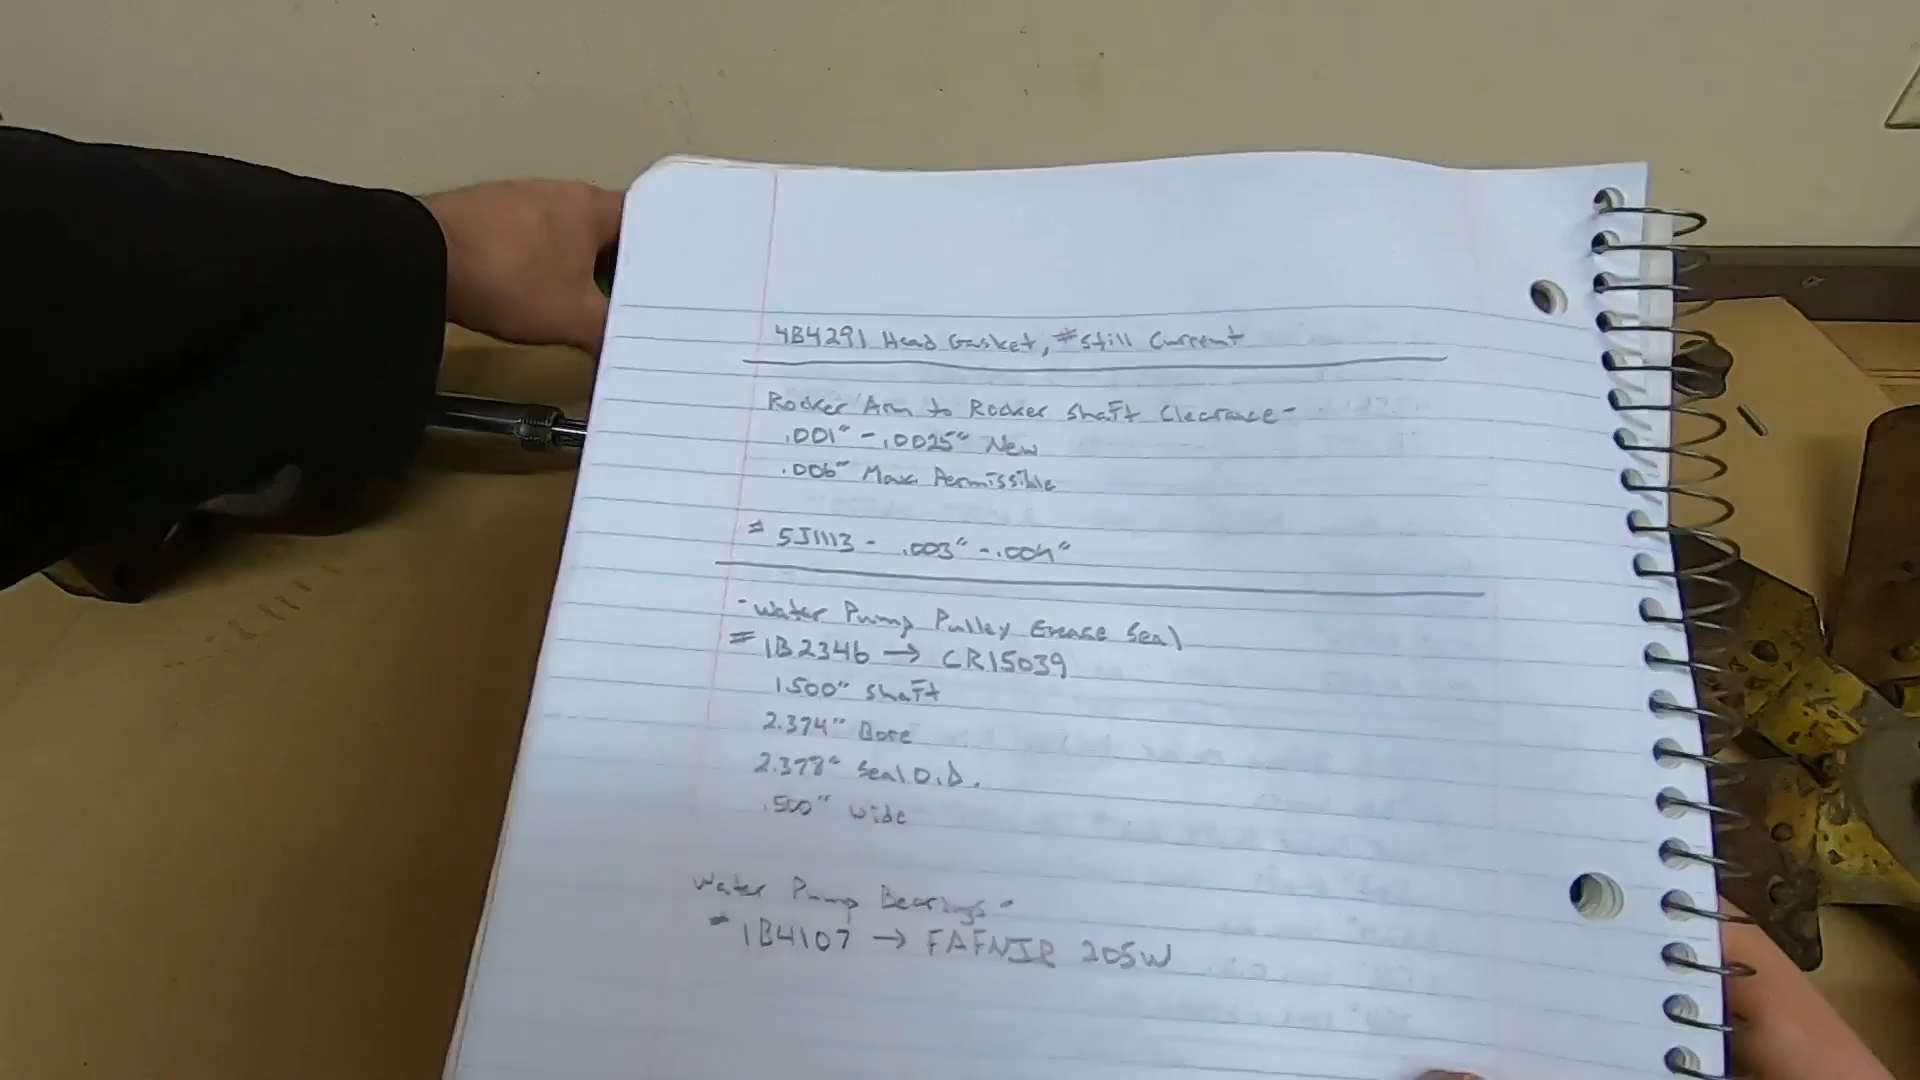 4B4291 Head Gasket, # Still Current
Rocker Arm to Rocker Shaft Clearance-
.001" - .0025" New
.006" Max Permissible
# 5J1113 - .003" - .004"
- Water Pump Pulley Grease Seal
# 1B2346 → CR15039
1.500" Shaft
2.374" Bore
2.378" Seal O.D.
.500" Wide
Water Pump Bearings-
# 1B4107 → FAFNIR 205W